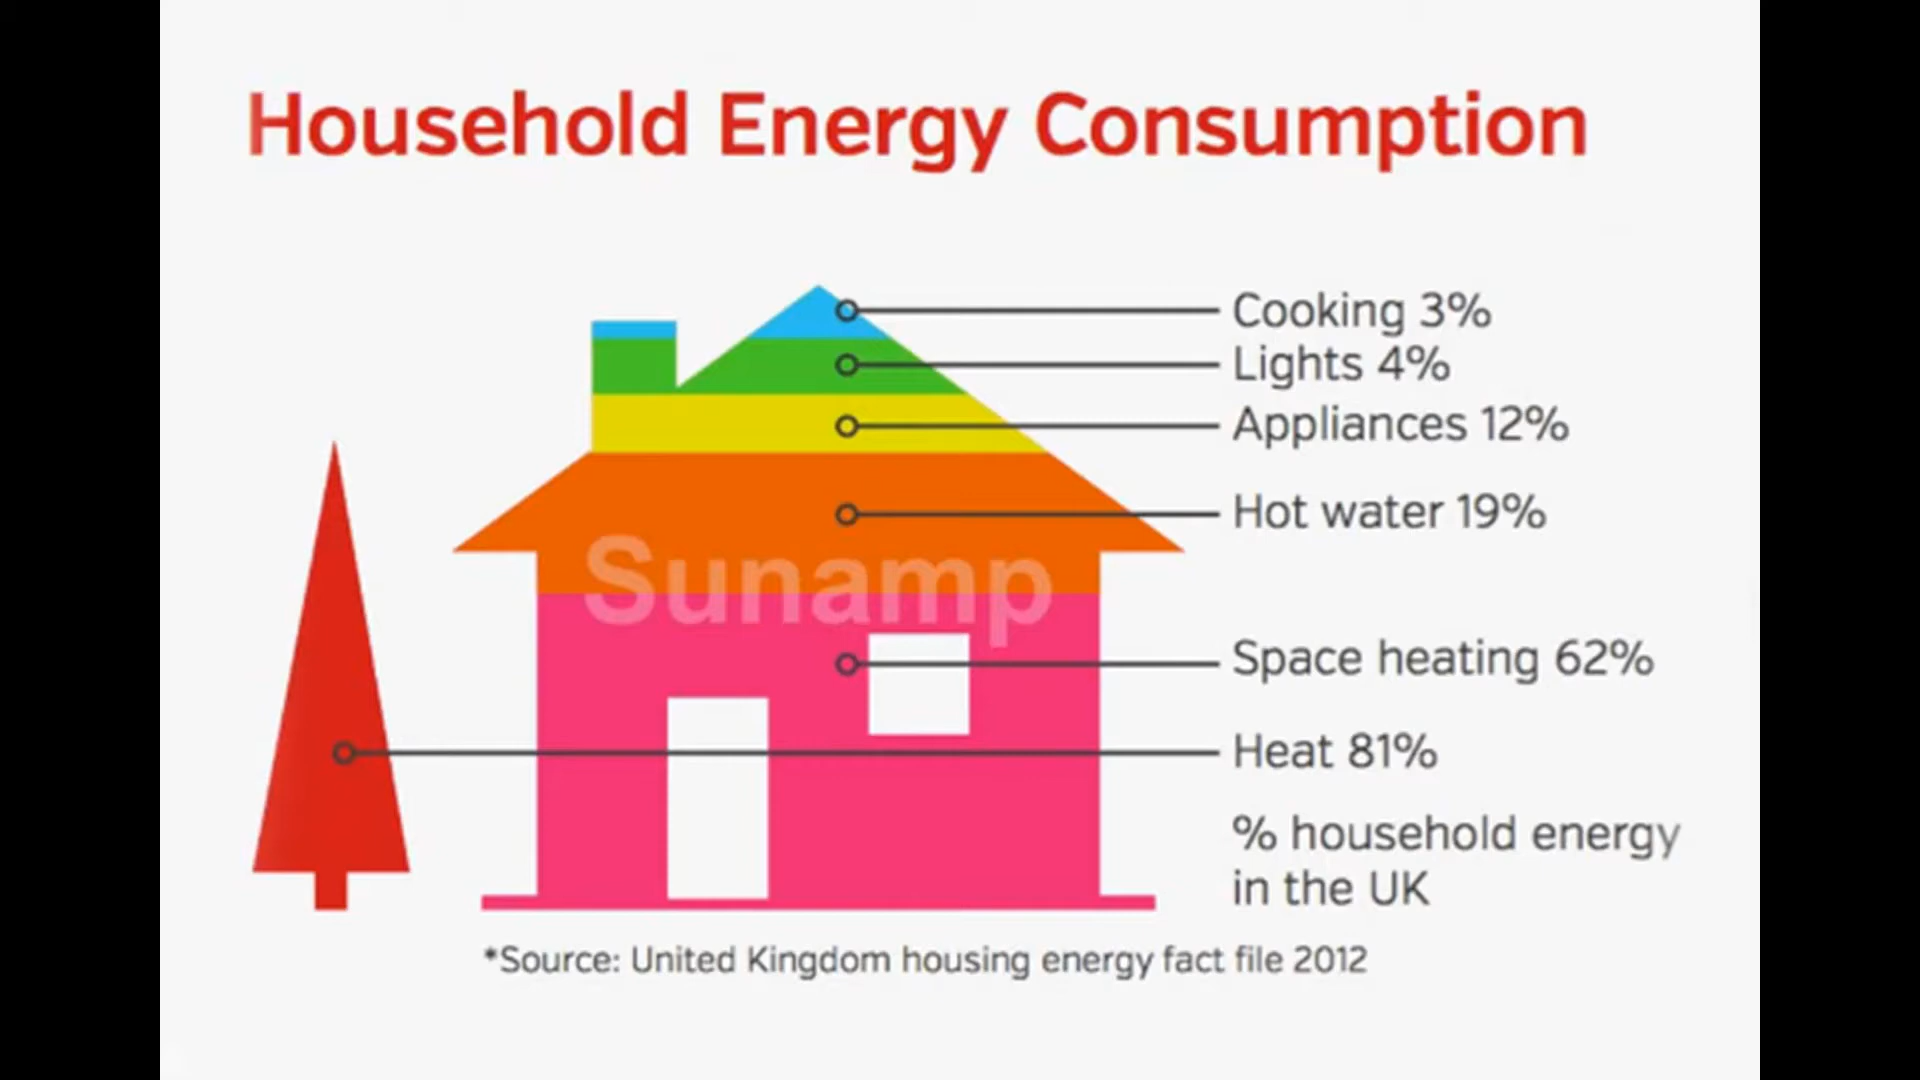 Household Energy Consumption
Cooking 3%
Lights 4%
Appliances 12%
Hot water 19%
Sunamp
Space heating 62%
Heat 81%
% household energy
in the UK
*Source: United Kingdom housing energy fact file 2012